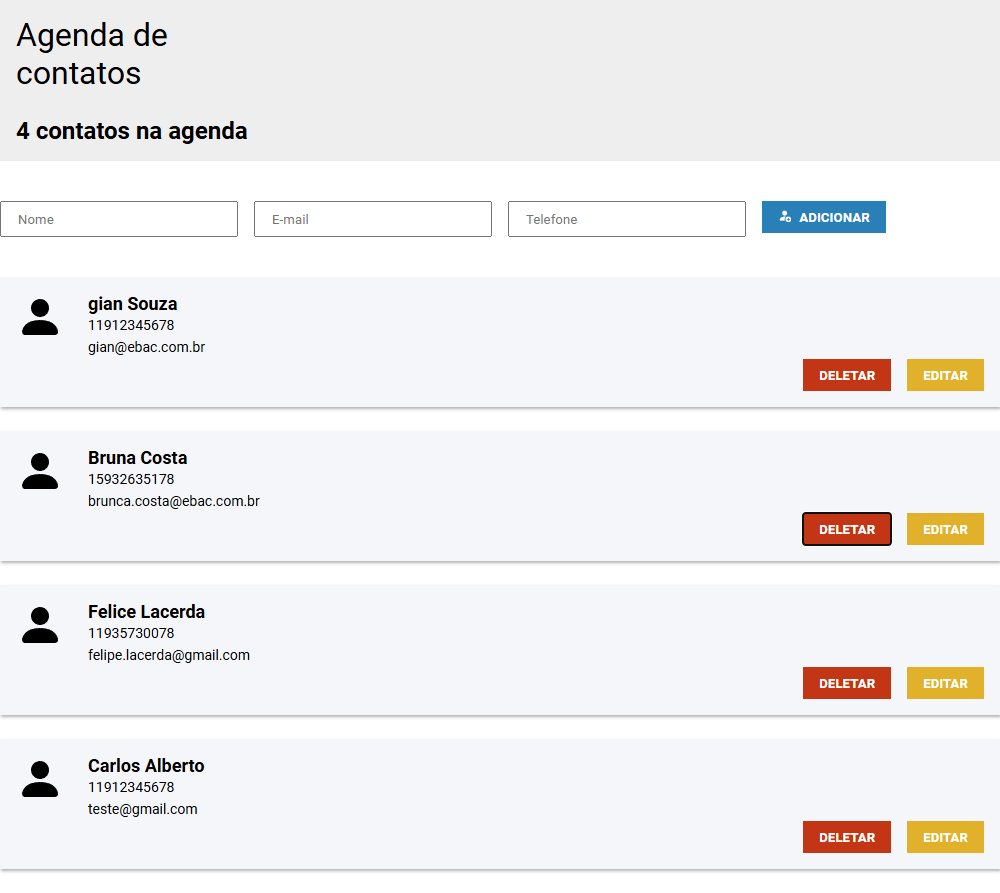 Agenda de
contatos
4 contatos na agenda
Nome E-mail Telefone ADICIONAR
gian Souza
11912345678
gian@ebac.com.br
DELETAR EDITAR
Bruna Costa
15932635178
brunca.costa@ebac.com.br
DELETAR EDITAR
Felice Lacerda
11935730078
felipe.lacerda@gmail.com
DELETAR EDITAR
Carlos Alberto
11912345678
teste@gmail.com
DELETAR EDITAR